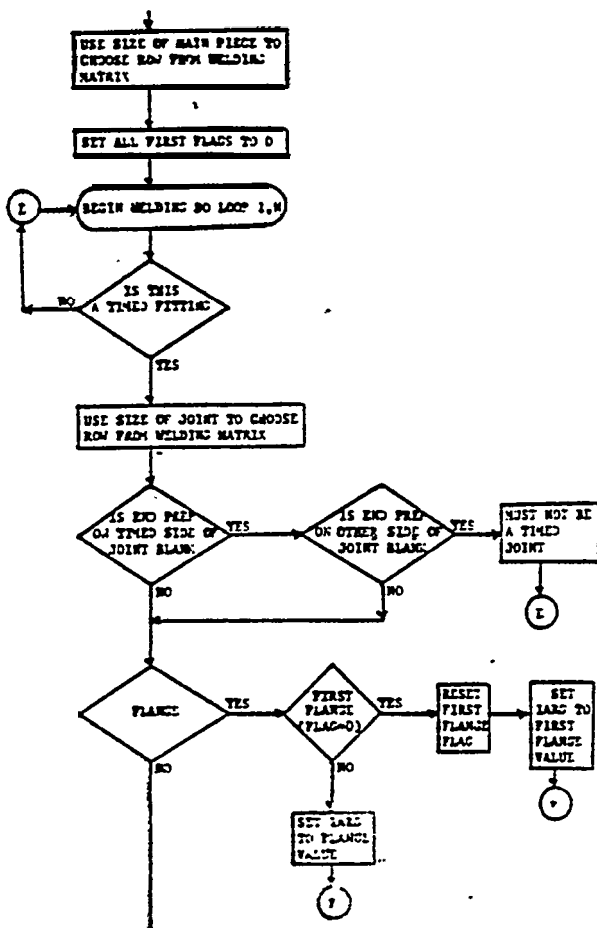 USE SIZE OF MAIN PIECE TO
CHOOSE ROW FROM WELDING
MATRIX
SET ALL FIRST FLAGS TO 0
BEGIN WELDING DO LOOP 1,N
IS THIS
A TIMED FITTING
NO
YES
USE SIZE OF JOINT TO CHOOSE
ROW FROM WELDING MATRIX
IS END PREP
ON TIMED SIDE OF
JOINT BLANK
YES
NO
IS END PREP
ON OTHER SIDE OF
JOINT BLANK
YES
NO
MUST NOT BE
A TIMED
JOINT
FLANGE
YES
NO
FIRST
FLANGE
(FLAG=0)
YES
NO
RESET
FIRST
FLANGE
FLAG
SET
IARG TO
FIRST
FLANGE
VALUE
SET IARG
TO FLANGE
VALUE